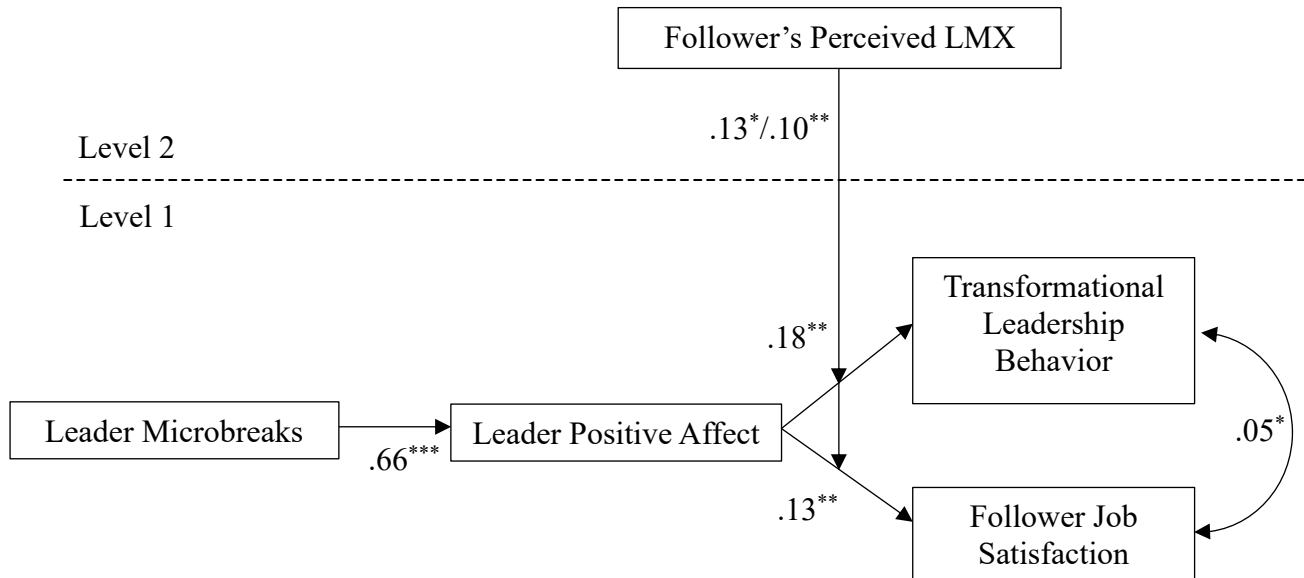 Follower’s Perceived LMX
.13*/.10**
Level 2
Level 1
Transformational
Leadership
Behavior
.18**
Leader Microbreaks
Leader Positive Affect
.66***
.05*
.13**
Follower Job
Satisfaction